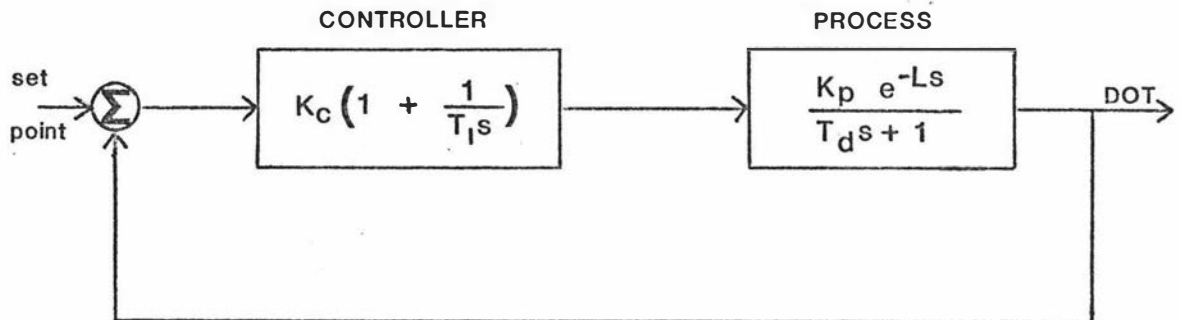 CONTROLLER
PROCESS
set
point
Σ
K_c (1 + 1/(T_I s))
K_p e^{-Ls} / (T_d s + 1)
DOT